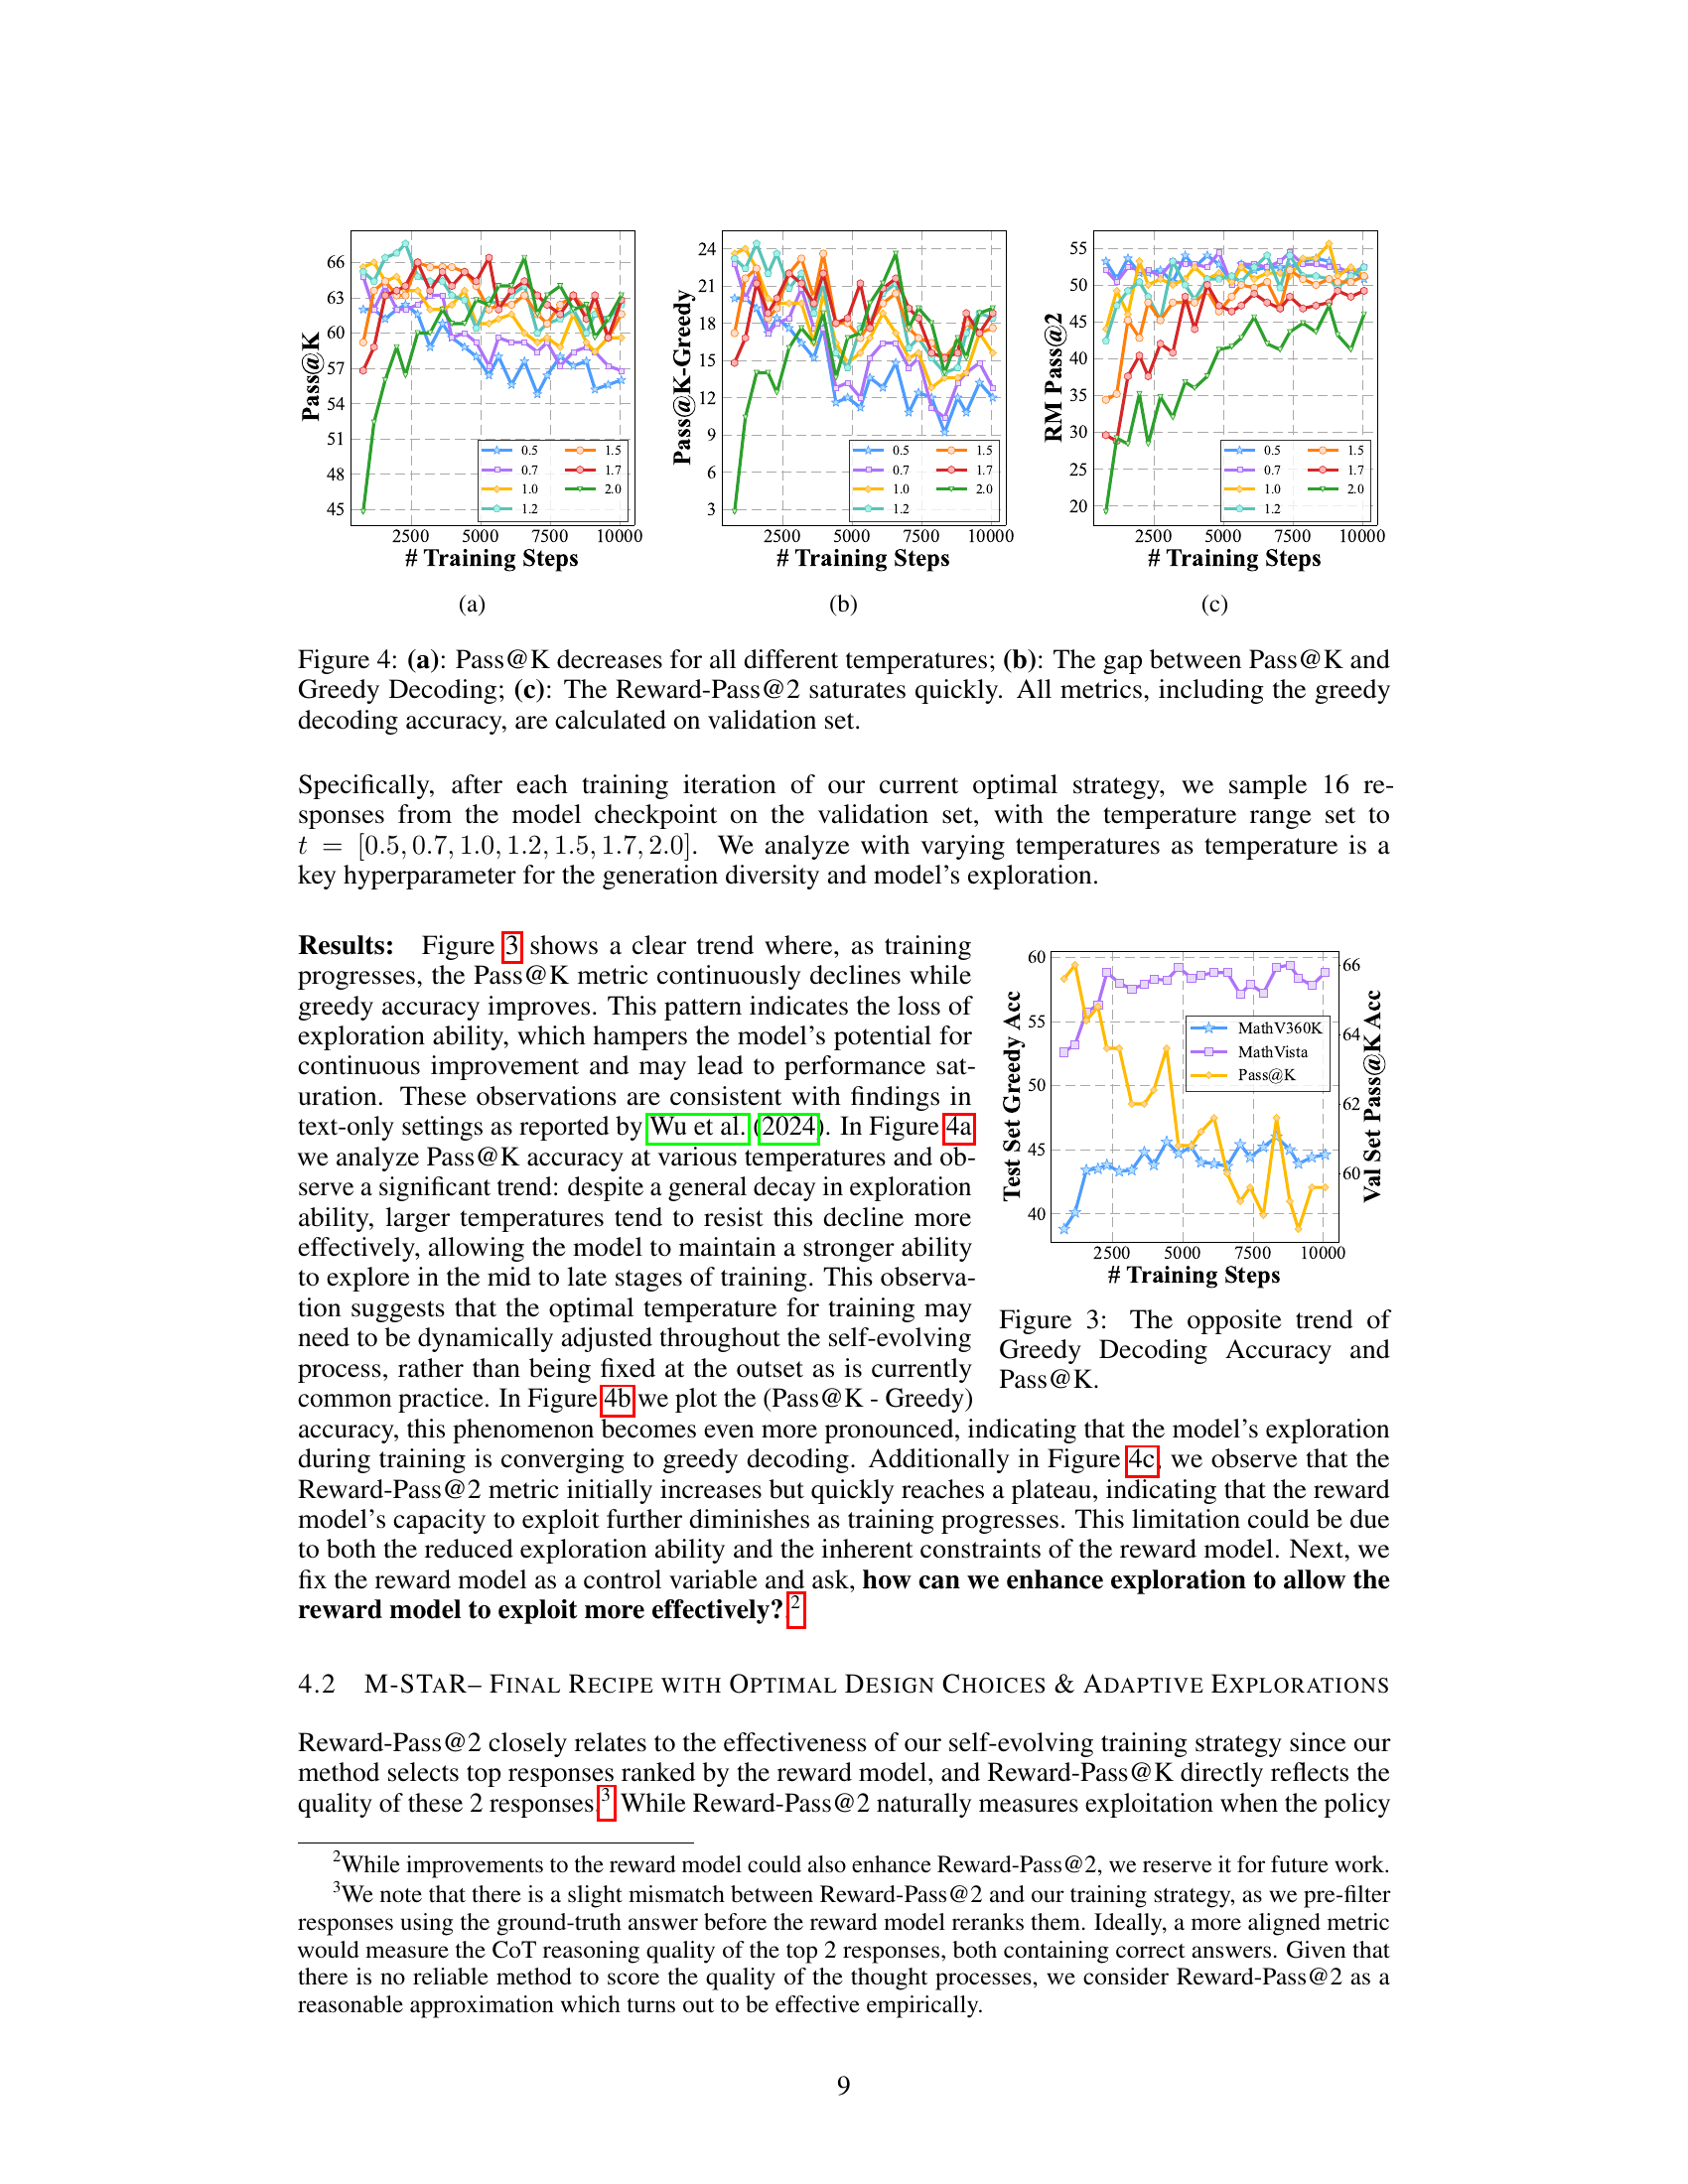 66
63
60
57
54
51
48
45
Pass@K
0.5
0.7
1.0
1.2
1.5
1.7
2.0
2500 5000 7500 10000
# Training Steps
(a)
24
21
18
15
12
9
6
3
Pass@K-Greedy
0.5
0.7
1.0
1.2
1.5
1.7
2.0
2500 5000 7500 10000
# Training Steps
(b)
55
50
45
40
35
30
25
20
RM Pass@2
0.5
0.7
1.0
1.2
1.5
1.7
2.0
2500 5000 7500 10000
# Training Steps
(c)
Figure 4: (a): Pass@K decreases for all different temperatures; (b): The gap between Pass@K and
Greedy Decoding; (c): The Reward-Pass@2 saturates quickly. All metrics, including the greedy
decoding accuracy, are calculated on validation set.
Specifically, after each training iteration of our current optimal strategy, we sample 16 re-
sponses from the model checkpoint on the validation set, with the temperature range set to
t = [0.5, 0.7, 1.0, 1.2, 1.5, 1.7, 2.0]. We analyze with varying temperatures as temperature is a
key hyperparameter for the generation diversity and model's exploration.
Results: Figure 3 shows a clear trend where, as training
progresses, the Pass@K metric continuously declines while
greedy accuracy improves. This pattern indicates the loss of
exploration ability, which hampers the model's potential for
continuous improvement and may lead to performance sat-
uration. These observations are consistent with findings in
text-only settings as reported by Wu et al. (2024). In Figure 4a
we analyze Pass@K accuracy at various temperatures and ob-
serve a significant trend: despite a general decay in exploration
ability, larger temperatures tend to resist this decline more
effectively, allowing the model to maintain a stronger ability
to explore in the mid to late stages of training. This observa-
tion suggests that the optimal temperature for training may
need to be dynamically adjusted throughout the self-evolving
process, rather than being fixed at the outset as is currently
common practice. In Figure 4b we plot the (Pass@K - Greedy)
60
55
50
45
40
Test Set Greedy Acc
MathV360K
MathVista
Pass@K
66
64
62
60
Val Set Pass@K Acc
2500 5000 7500 10000
# Training Steps
Figure 3: The opposite trend of
Greedy Decoding Accuracy and
Pass@K.
accuracy, this phenomenon becomes even more pronounced, indicating that the model's exploration
during training is converging to greedy decoding. Additionally in Figure 4c, we observe that the
Reward-Pass@2 metric initially increases but quickly reaches a plateau, indicating that the reward
model's capacity to exploit further diminishes as training progresses. This limitation could be due
to both the reduced exploration ability and the inherent constraints of the reward model. Next, we
fix the reward model as a control variable and ask, how can we enhance exploration to allow the
reward model to exploit more effectively? 2
4.2 M-STAR– FINAL RECIPE WITH OPTIMAL DESIGN CHOICES & ADAPTIVE EXPLORATIONS
Reward-Pass@2 closely relates to the effectiveness of our self-evolving training strategy since our
method selects top responses ranked by the reward model, and Reward-Pass@K directly reflects the
quality of these 2 responses.3 While Reward-Pass@2 naturally measures exploitation when the policy
2While improvements to the reward model could also enhance Reward-Pass@2, we reserve it for future work.
3We note that there is a slight mismatch between Reward-Pass@2 and our training strategy, as we pre-filter
responses using the ground-truth answer before the reward model reranks them. Ideally, a more aligned metric
would measure the CoT reasoning quality of the top 2 responses, both containing correct answers. Given that
there is no reliable method to score the quality of the thought processes, we consider Reward-Pass@2 as a
reasonable approximation which turns out to be effective empirically.
9